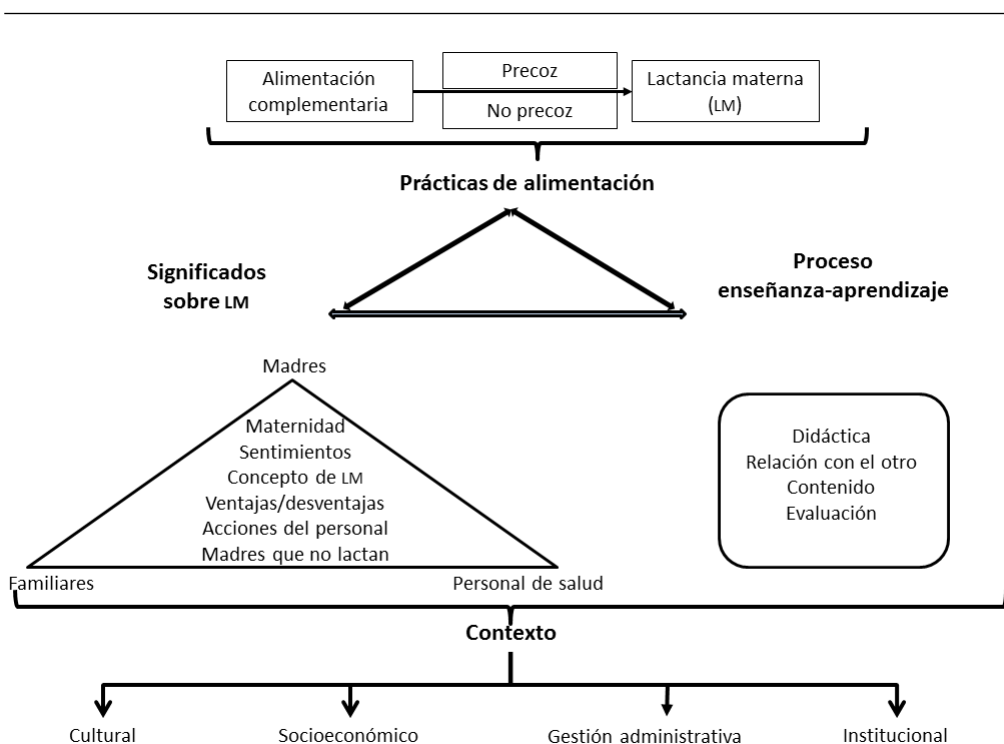 Alimentación
complementaria
Precoz
No precoz
Lactancia materna
(LM)
Prácticas de alimentación
Significados
sobre LM
Proceso
enseñanza-aprendizaje
Madres
Maternidad
Sentimientos
Concepto de LM
Ventajas/desventajas
Acciones del personal
Madres que no lactan
Familiares
Personal de salud
Didáctica
Relación con el otro
Contenido
Evaluación
Contexto
Cultural
Socioeconómico
Gestión administrativa
Institucional